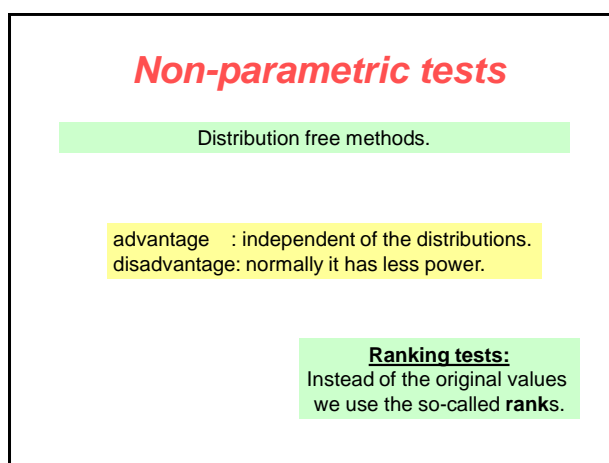 Non-parametric tests
Distribution free methods.
advantage : independent of the distributions.
disadvantage: normally it has less power.
Ranking tests:
Instead of the original values
we use the so-called ranks.